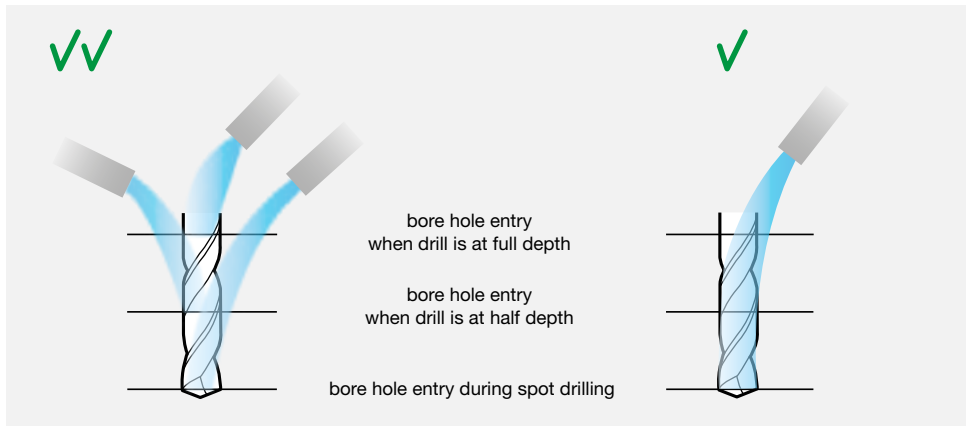 bore hole entry
when drill is at full depth
bore hole entry
when drill is at half depth
bore hole entry during spot drilling